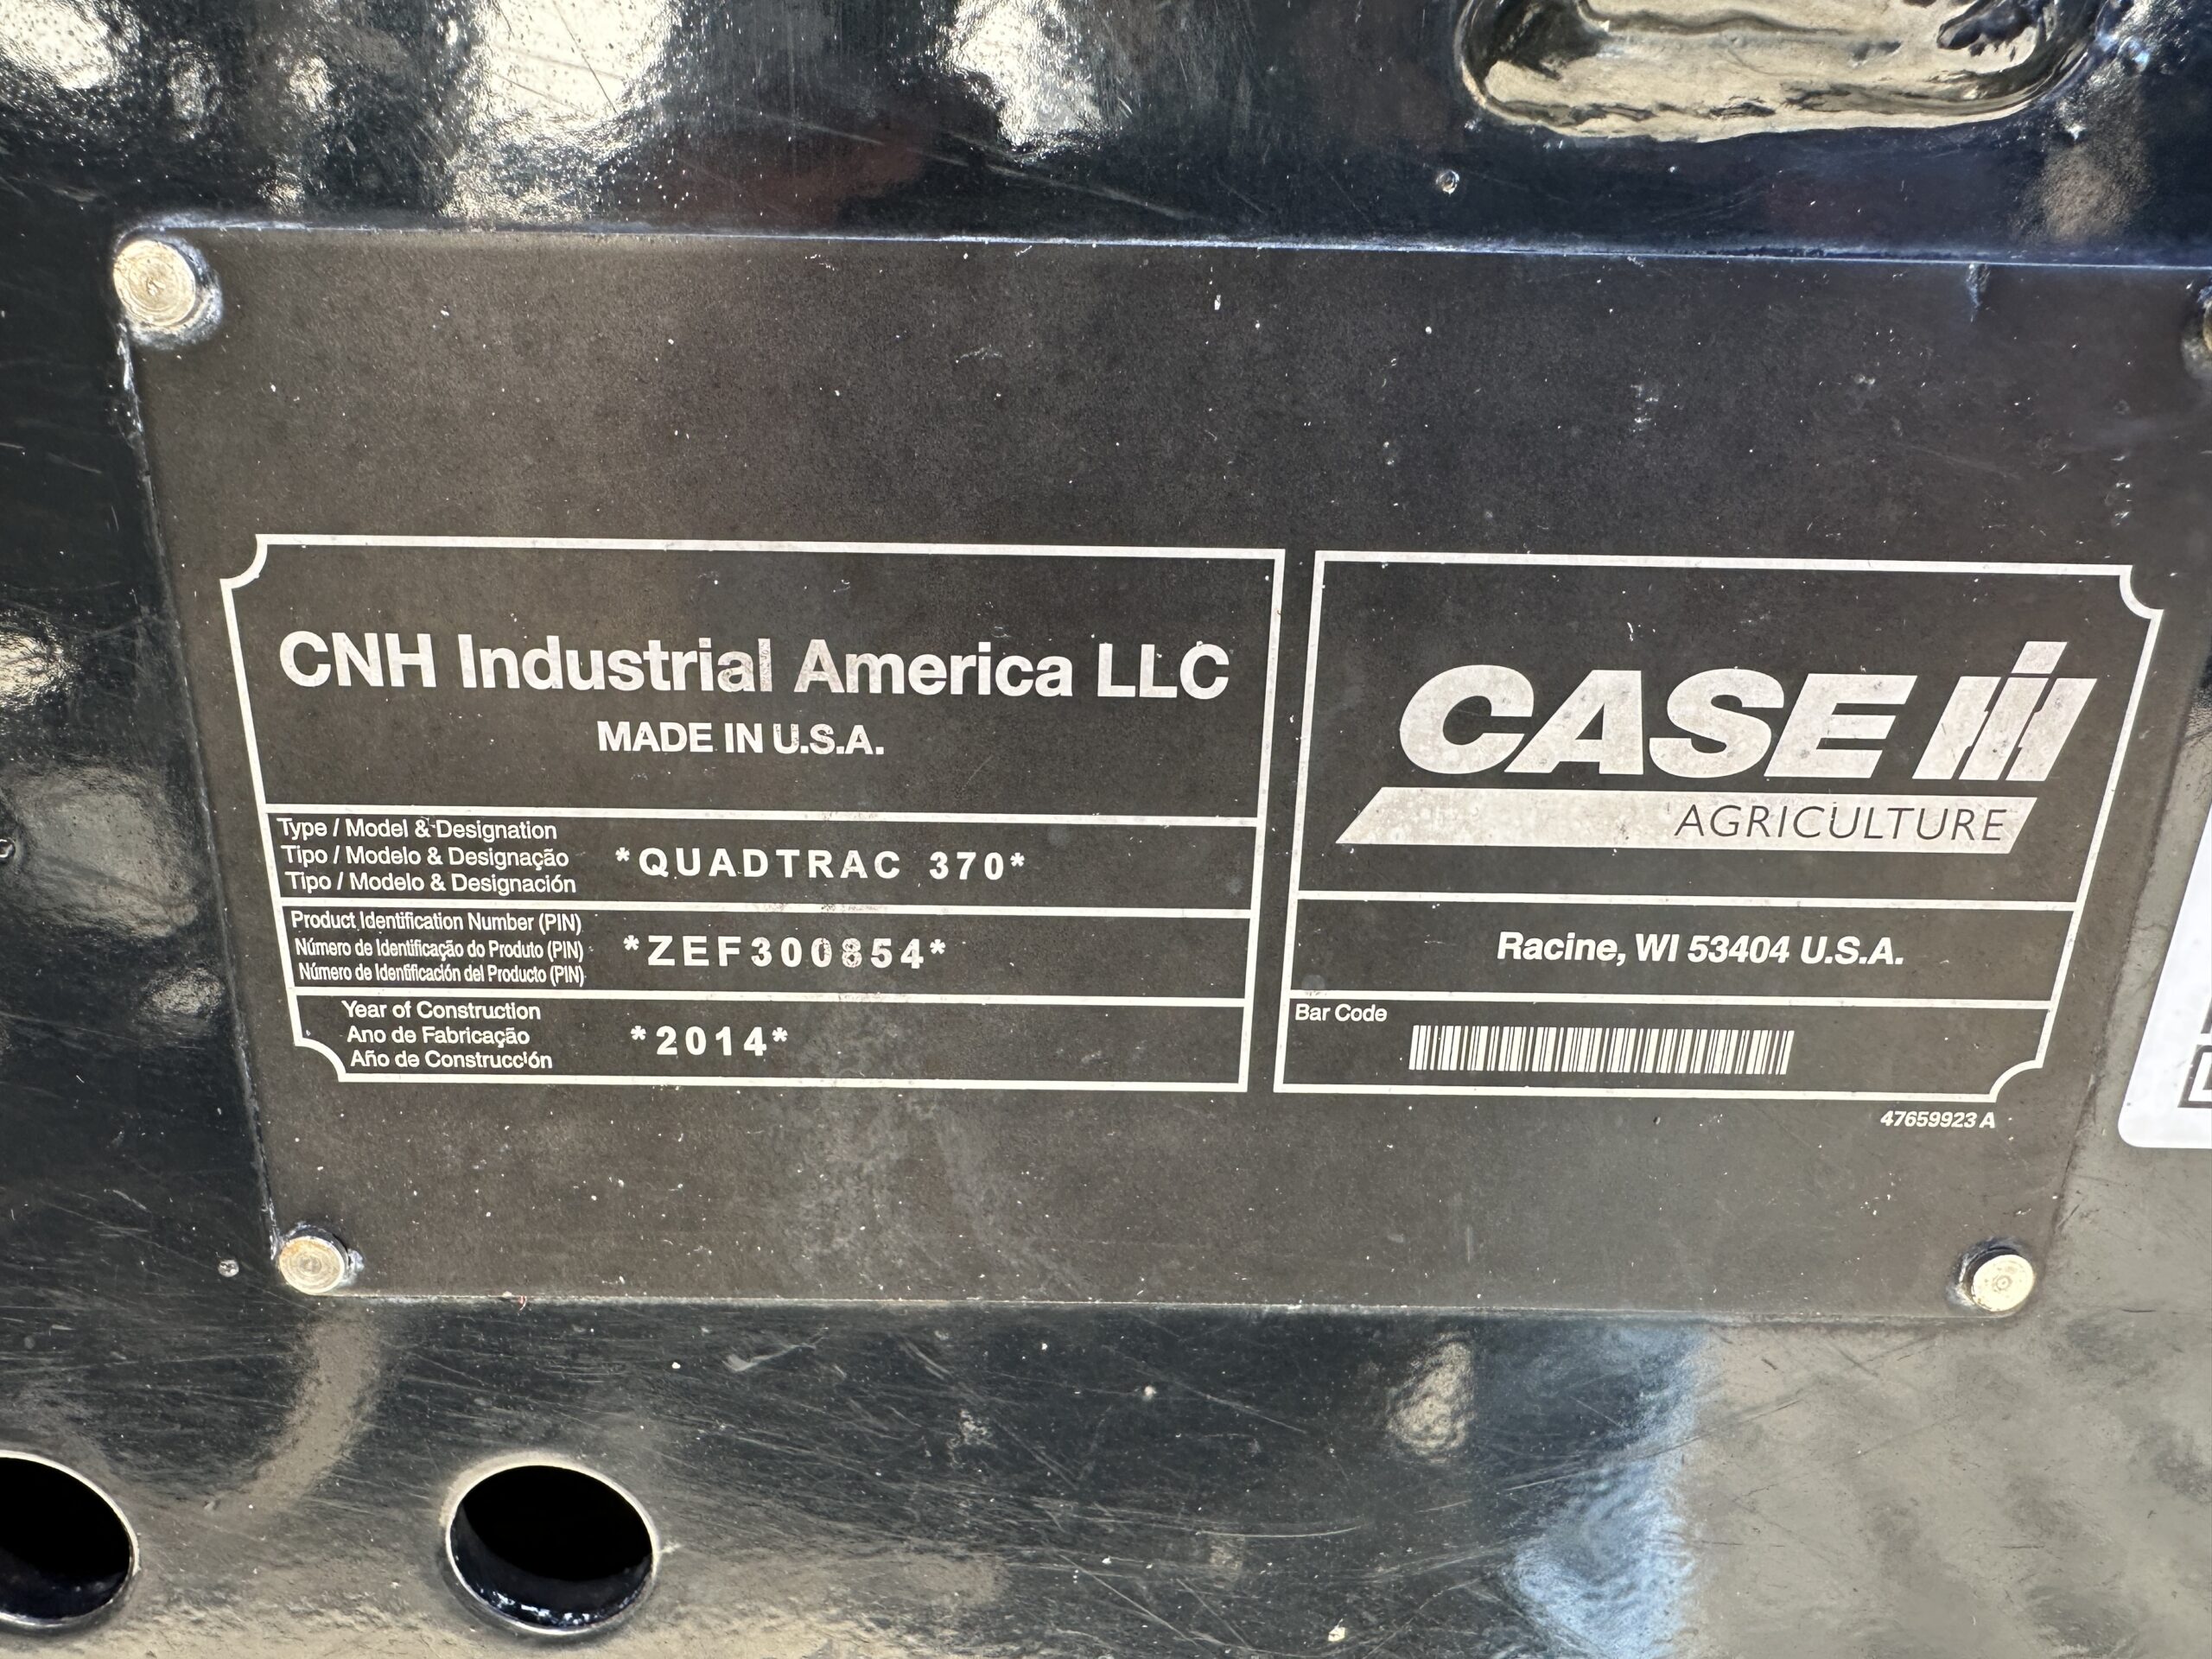 CNH Industrial America LLC
MADE IN U.S.A.
Type / Model & Designation
Tipo / Modelo & Designação
Tipo / Modelo & Designación
*QUADTRAC 370*
Product Identification Number (PIN)
Número de Identificação do Produto (PIN)
Número de Identificación del Producto (PIN)
*ZEF300854*
Year of Construction
Ano de Fabricação
Año de Construcción
*2014*
CASE IH
AGRICULTURE
Racine, WI 53404 U.S.A.
Bar Code
47659923 A